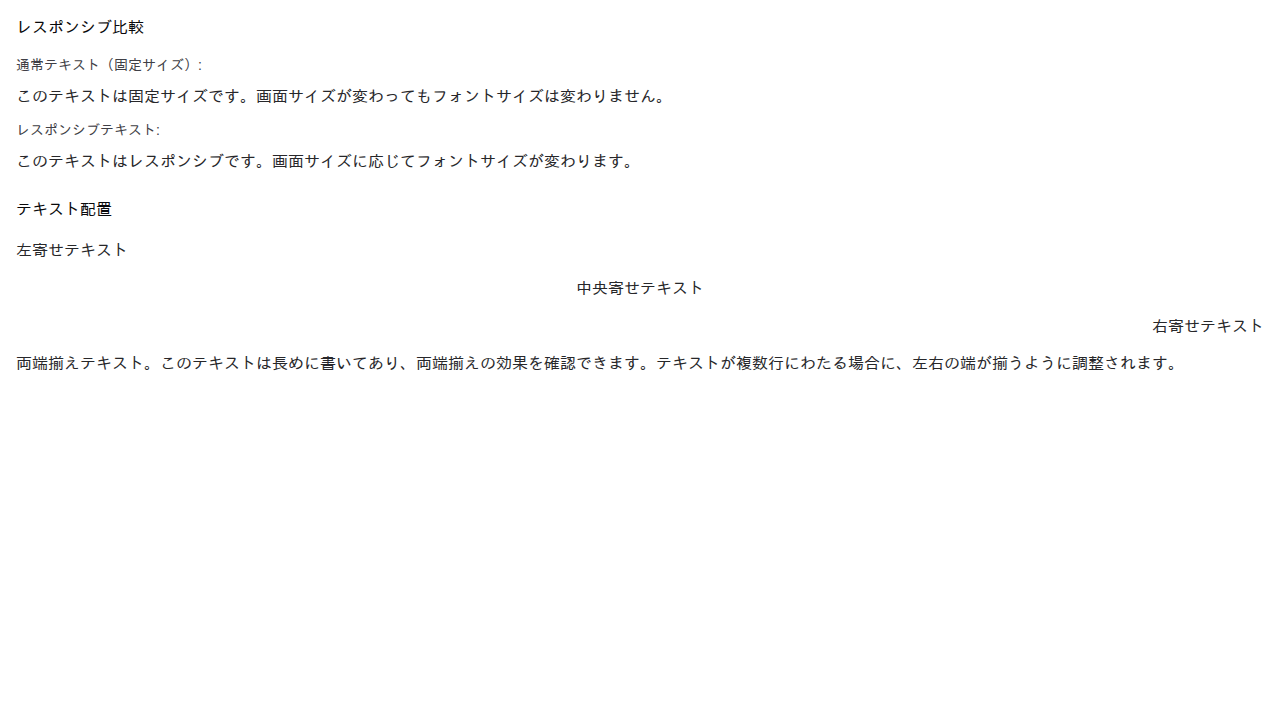 レスポンシブ比較
通常テキスト（固定サイズ）:
このテキストは固定サイズです。画面サイズが変わってもフォントサイズは変わりません。
レスポンシブテキスト:
このテキストはレスポンシブです。画面サイズに応じてフォントサイズが変わります。
テキスト配置
左寄せテキスト
中央寄せテキスト
右寄せテキスト
両端揃えテキスト。このテキストは長めに書いてあり、両端揃えの効果を確認できます。テキストが複数行にわたる場合に、左右の端が揃うように調整されます。